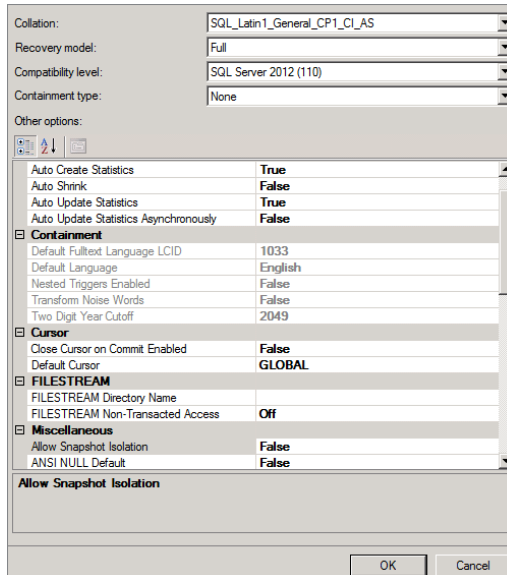 Collation: SQL_Latin1_General_CP1_CI_AS
Recovery model: Full
Compatibility level: SQL Server 2012 (110)
Containment type: None
Other options:
Auto Create Statistics True
Auto Shrink False
Auto Update Statistics True
Auto Update Statistics Asynchronously False
Containment
Default Fulltext Language LCID 1033
Default Language English
Nested Triggers Enabled False
Transform Noise Words False
Two Digit Year Cutoff 2049
Cursor
Close Cursor on Commit Enabled False
Default Cursor GLOBAL
FILESTREAM
FILESTREAM Directory Name
FILESTREAM Non-Transacted Access Off
Miscellaneous
Allow Snapshot Isolation False
ANSI NULL Default False
Allow Snapshot Isolation
OK Cancel